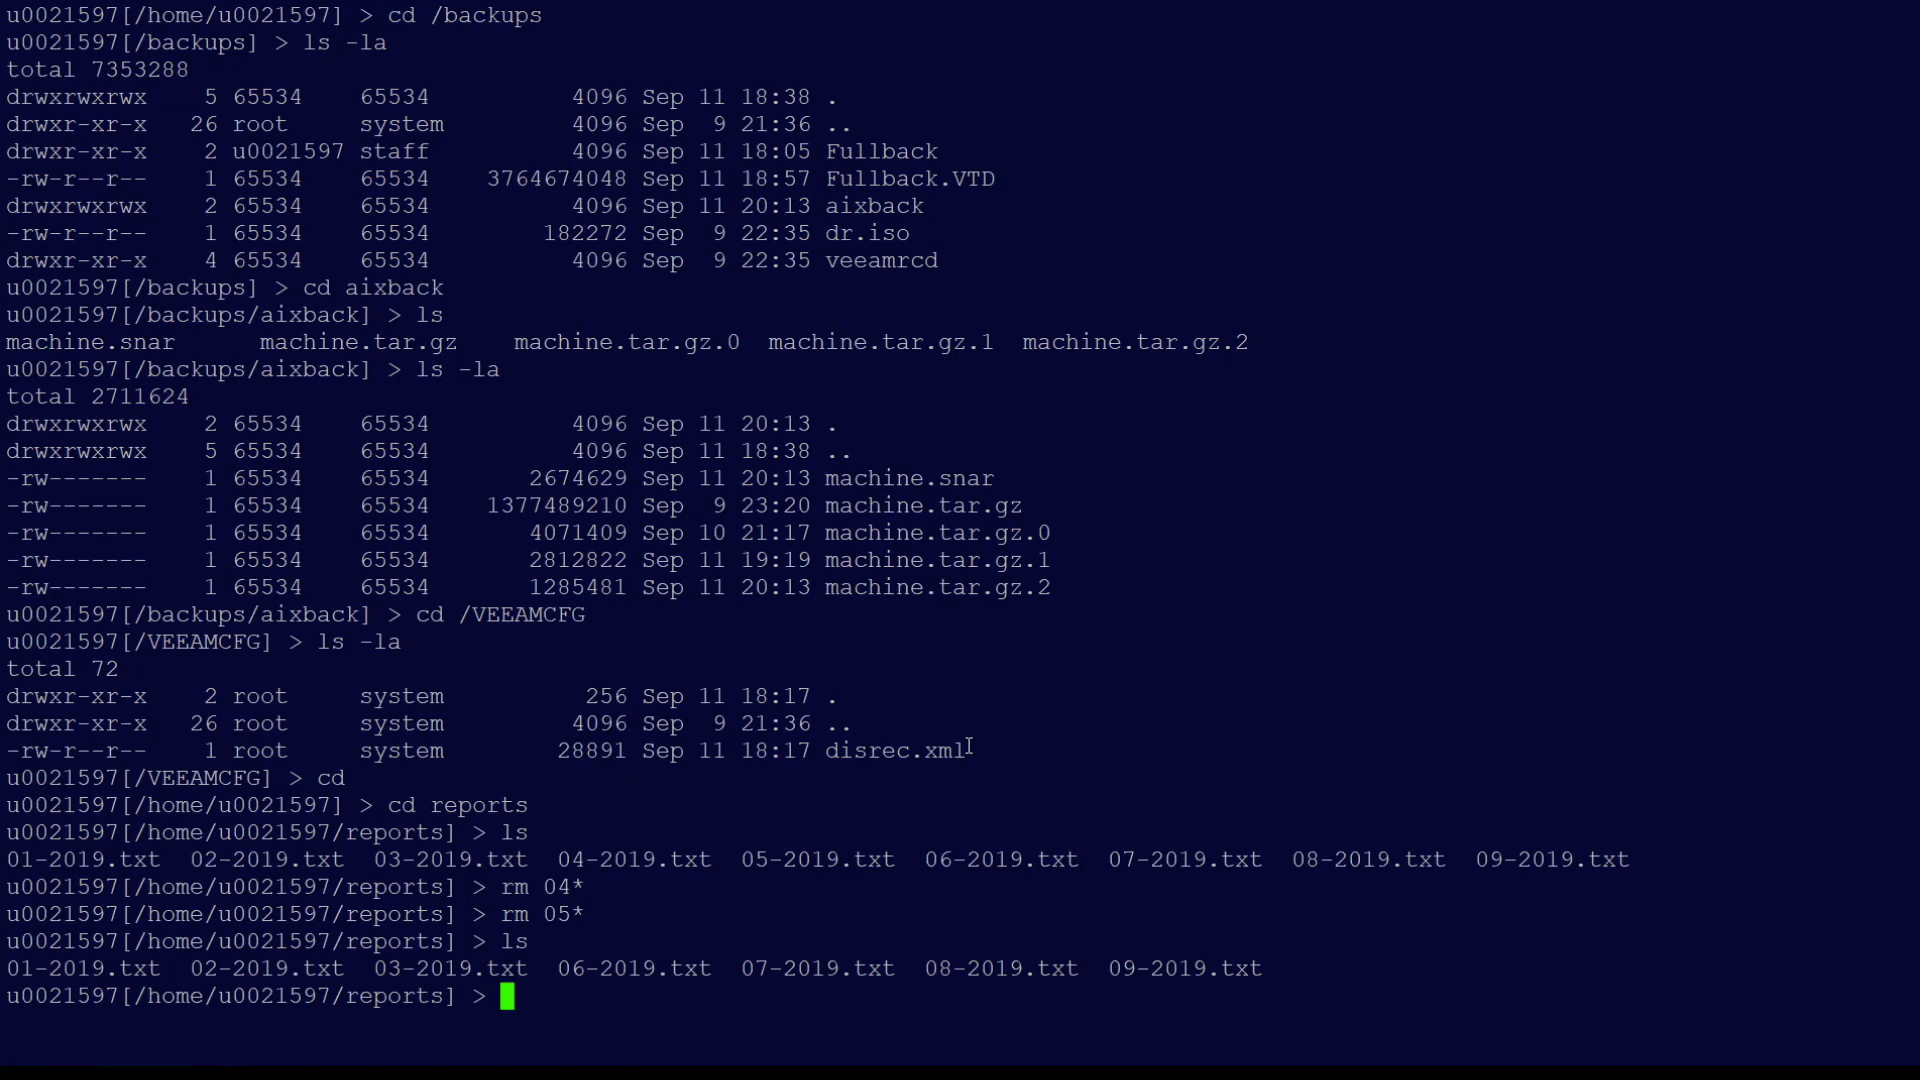 u0021597[/home/u0021597] > cd /backups
u0021597[/backups] > ls -la
total 7353288
drwxrwxrwx    5 65534    65534          4096 Sep 11 18:38 .
drwxr-xr-x   26 root     system         4096 Sep  9 21:36 ..
drwxr-xr-x    2 u0021597 staff          4096 Sep 11 18:05 Fullback
-rw-r--r--    1 65534    65534    3764674048 Sep 11 18:57 Fullback.VTD
drwxrwxrwx    2 65534    65534          4096 Sep 11 20:13 aixback
-rw-r--r--    1 65534    65534        182272 Sep  9 22:35 dr.iso
drwxr-xr-x    4 65534    65534          4096 Sep  9 22:35 veeamrcd
u0021597[/backups] > cd aixback
u0021597[/backups/aixback] > ls
machine.snar      machine.tar.gz    machine.tar.gz.0  machine.tar.gz.1  machine.tar.gz.2
u0021597[/backups/aixback] > ls -la
total 2711624
drwxrwxrwx    2 65534    65534          4096 Sep 11 20:13 .
drwxrwxrwx    5 65534    65534          4096 Sep 11 18:38 ..
-rw-------    1 65534    65534       2674629 Sep 11 20:13 machine.snar
-rw-------    1 65534    65534    1377489210 Sep  9 23:20 machine.tar.gz
-rw-------    1 65534    65534       4071409 Sep 10 21:17 machine.tar.gz.0
-rw-------    1 65534    65534       2812822 Sep 11 19:19 machine.tar.gz.1
-rw-------    1 65534    65534       1285481 Sep 11 20:13 machine.tar.gz.2
u0021597[/backups/aixback] > cd /VEEAMCFG
u0021597[/VEEAMCFG] > ls -la
total 72
drwxr-xr-x    2 root     system          256 Sep 11 18:17 .
drwxr-xr-x   26 root     system         4096 Sep  9 21:36 ..
-rw-r--r--    1 root     system        28891 Sep 11 18:17 disrec.xml
u0021597[/VEEAMCFG] > cd
u0021597[/home/u0021597] > cd reports
u0021597[/home/u0021597/reports] > ls
01-2019.txt  02-2019.txt  03-2019.txt  04-2019.txt  05-2019.txt  06-2019.txt  07-2019.txt  08-2019.txt  09-2019.txt
u0021597[/home/u0021597/reports] > rm 04*
u0021597[/home/u0021597/reports] > rm 05*
u0021597[/home/u0021597/reports] > ls
01-2019.txt  02-2019.txt  03-2019.txt  06-2019.txt  07-2019.txt  08-2019.txt  09-2019.txt
u0021597[/home/u0021597/reports] >